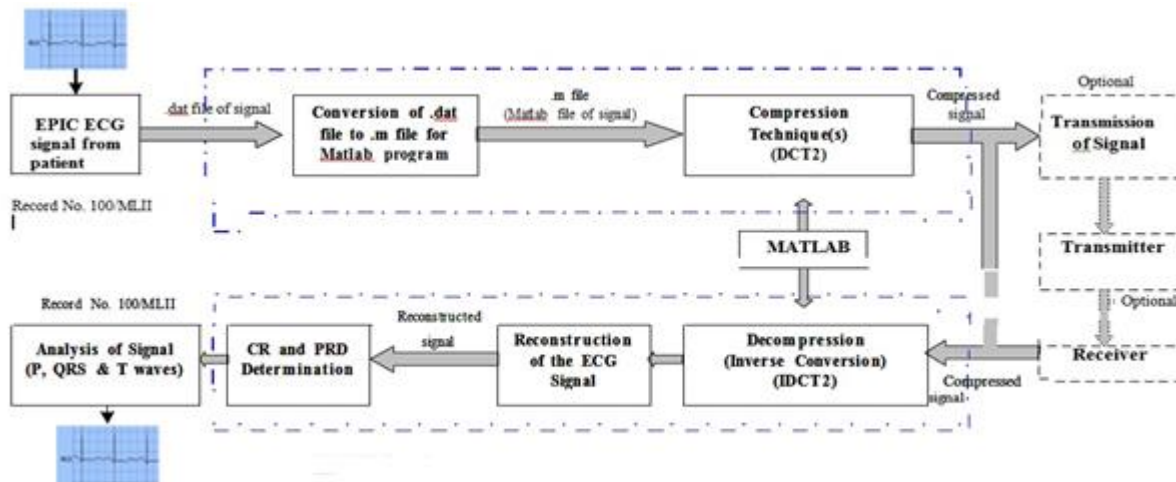 EPIC ECG
signal from
patient
.dat file of signal
Conversion of .dat
file to .m file for
Matlab program
.m file
(Matlab file of signal)
Compression
Technique(s)
(DCT2)
Compressed
signal
Optional
Transmission
of Signal
Record No. 100/MLII
MATLAB
Transmitter
Optional
Record No. 100/MLII
Analysis of Signal
(P, QRS & T waves)
CR and PRD
Determination
Reconstructed
signal
Reconstruction
of the ECG
Signal
Decompression
(Inverse Conversion)
(IDCT2)
Compressed
signal
Receiver